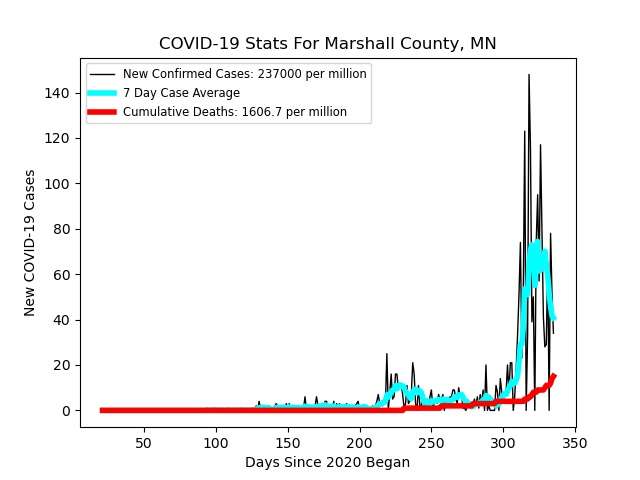 COVID-19 Stats For Marshall County, MN
New Confirmed Cases: 237000 per million
7 Day Case Average
Cumulative Deaths: 1606.7 per million
New COVID-19 Cases
140
120
100
80
60
40
20
0
50
100
150
200
250
300
350
Days Since 2020 Began